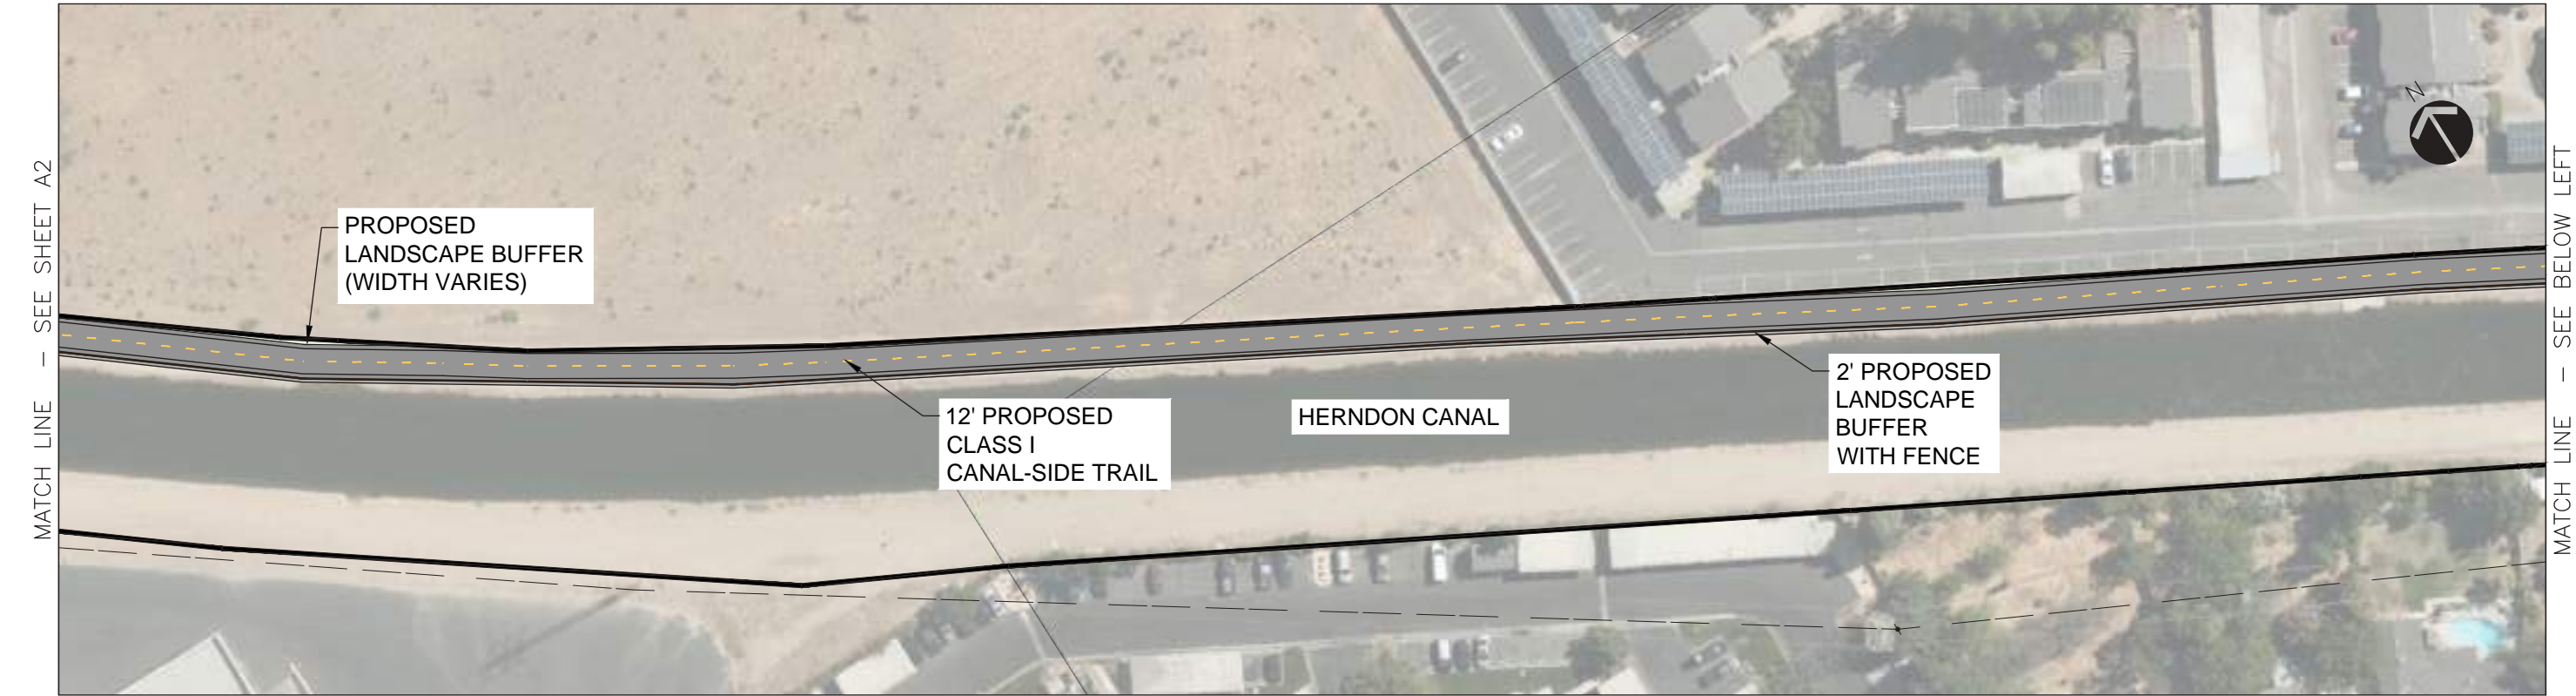 MATCH LINE — SEE SHEET A2
PROPOSED
LANDSCAPE BUFFER
(WIDTH VARIES)
12' PROPOSED
CLASS I
CANAL-SIDE TRAIL
HERNDON CANAL
2' PROPOSED
LANDSCAPE
BUFFER
WITH FENCE
N
MATCH LINE — SEE BELOW LEFT